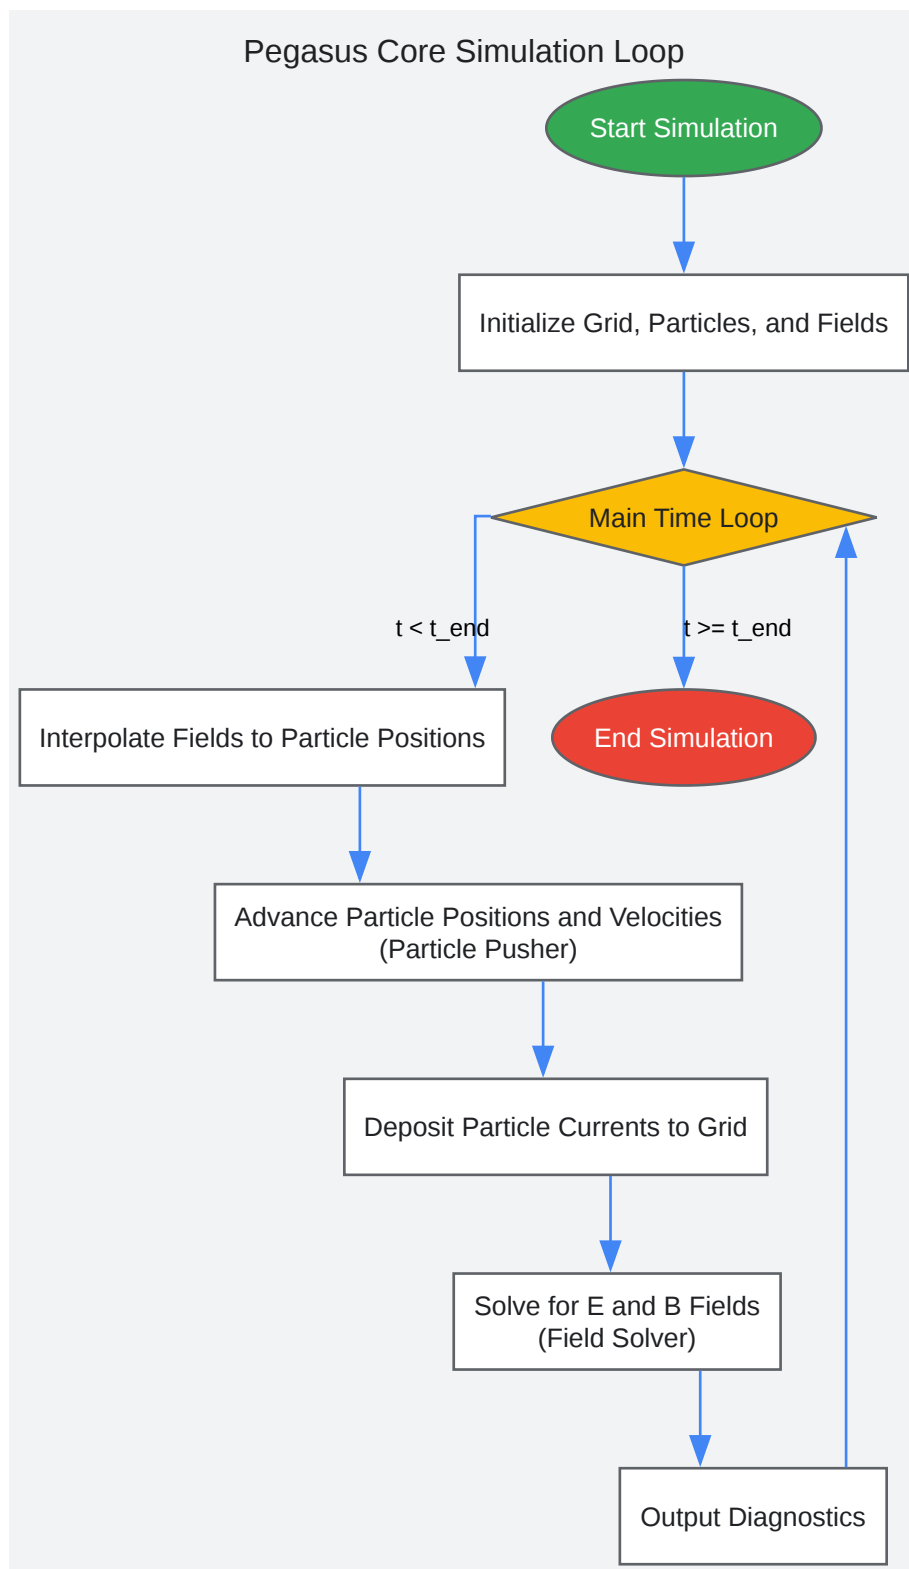 Pegasus Core Simulation Loop
Start Simulation
Initialize Grid, Particles, and Fields
Main Time Loop
t < t_end
t >= t_end
Interpolate Fields to Particle Positions
End Simulation
Advance Particle Positions and Velocities
(Particle Pusher)
Deposit Particle Currents to Grid
Solve for E and B Fields
(Field Solver)
Output Diagnostics